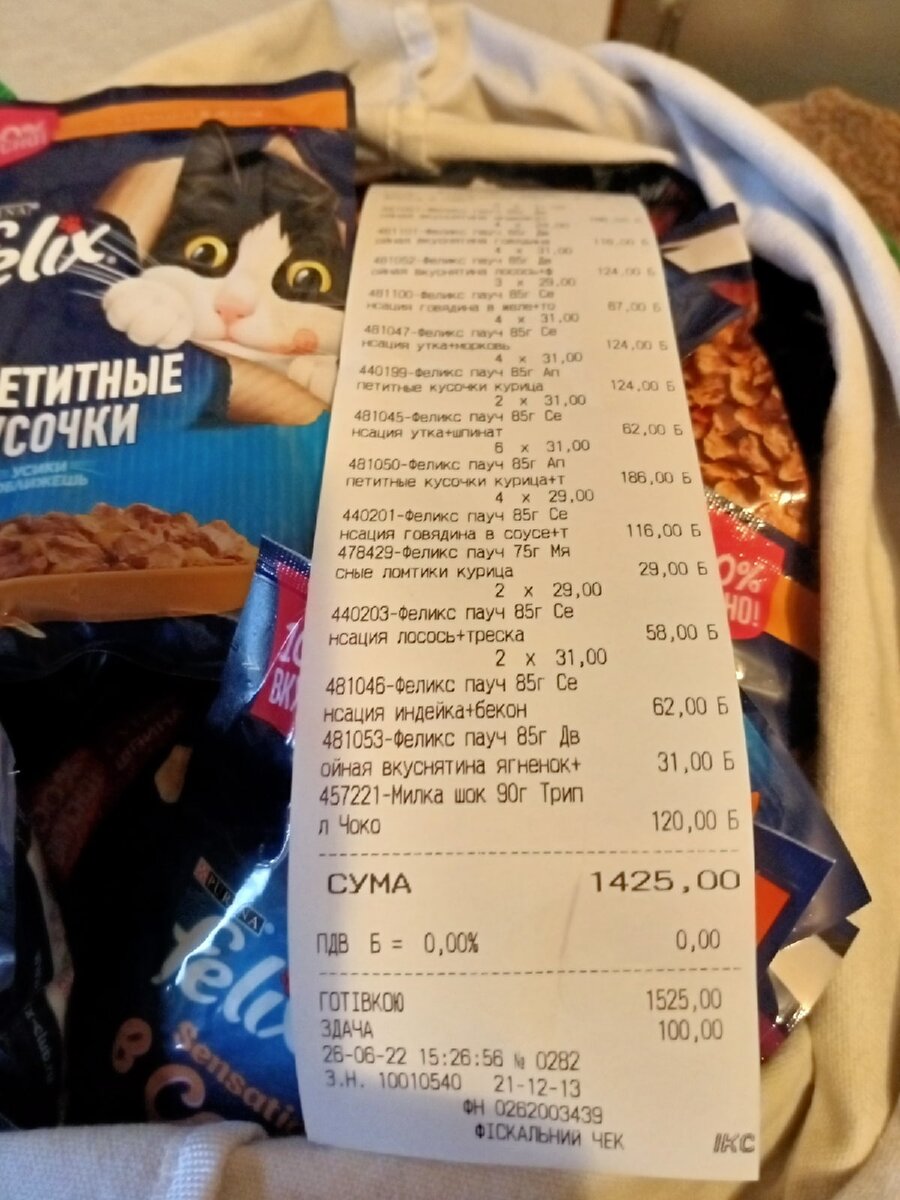 felix
ЕТИТНЫЕ
УСОЧКИ
УСИКИ
ОБЛИЖЕШЬ
4 x 31,00
481052-Феликс пауч 85г Дв
ойная вкуснятина лосось+ф 124,00 Б
3 x 29,00
481100-Феликс пауч 85г Се
нсация говядина в желе+то 87,00 Б
4 x 31,00
481047-Феликс пауч 85г Се
нсация утка+морковь 124,00 Б
4 x 31,00
440199-Феликс пауч 85г Ап
петитные кусочки курица 124,00 Б
2 x 31,00
481045-Феликс пауч 85г Се
нсация утка+шпинат 62,00 Б
6 x 31,00
481050-Феликс пауч 85г Ап
петитные кусочки курица+т 186,00 Б
4 x 29,00
440201-Феликс пауч 85г Се
нсация говядина в соусе+т 116,00 Б
478429-Феликс пауч 75г Мя
сные ломтики курица 29,00 Б
2 x 29,00
440203-Феликс пауч 85г Се
нсация лосось+треска 58,00 Б
2 x 31,00
481046-Феликс пауч 85г Се
нсация индейка+бекон 62,00 Б
481053-Феликс пауч 85г Дв
ойная вкуснятина ягненок+ 31,00 Б
457221-Милка шок 90г Трип
л Чоко 120,00 Б
СУМА 1425,00
ПДВ Б = 0,00% 0,00
ГОТІВКОЮ 1525,00
ЗДАЧА 100,00
26-06-22 15:26:56 № 0282
З.Н. 10010540 21-12-13
ФН 0262003439
ФІСКАЛЬНИЙ ЧЕК ІКС
0%
НО!
PURINA
felix
Sensati